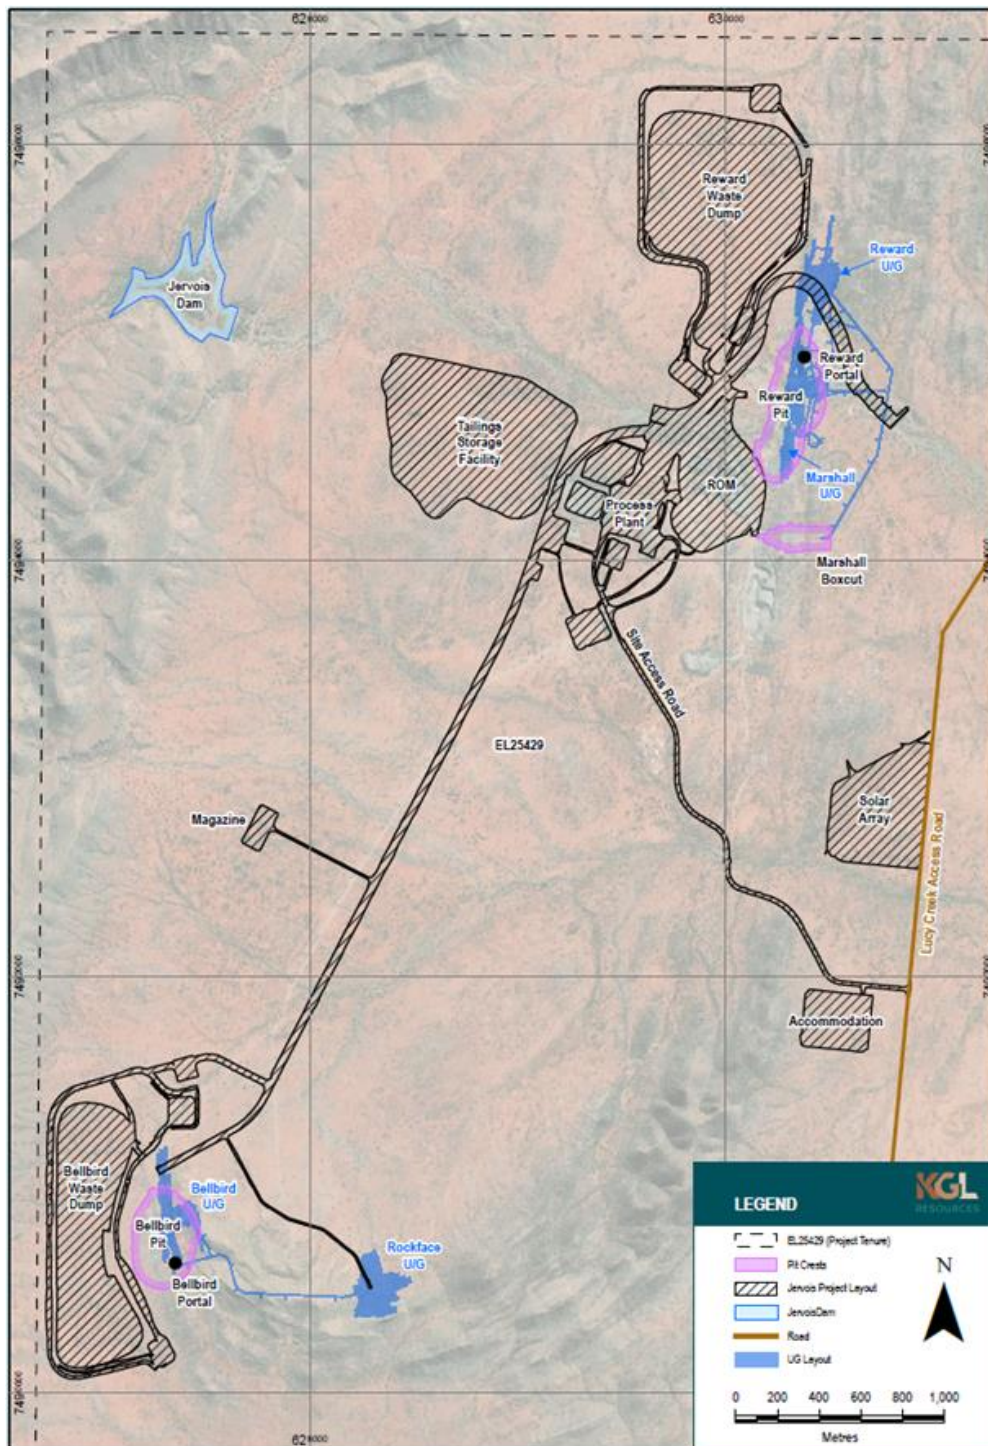 628000
630000
Reward
Waste
Dump
Reward
U/G
Jervois
Dam
Reward
Portal
Reward
Pit
Tailings
Storage
Facility
Marshall
U/G
ROM
Process
Plant
Marshall
Boxcut
Site Access Road
EL25429
Solar
Array
Magazine
Lucy Creek Access Road
Accommodation
Bellbird
Waste
Dump
Bellbird
U/G
Bellbird
Pit
Rockface
U/G
Bellbird
Portal
628000
KGL
RESOURCES
LEGEND
EL25429 (Project Tenure)
Pit Crests
Jervois Project Layout
JervoisDam
Road
UG Layout
N
0 200 400 600 800 1,000
Metres